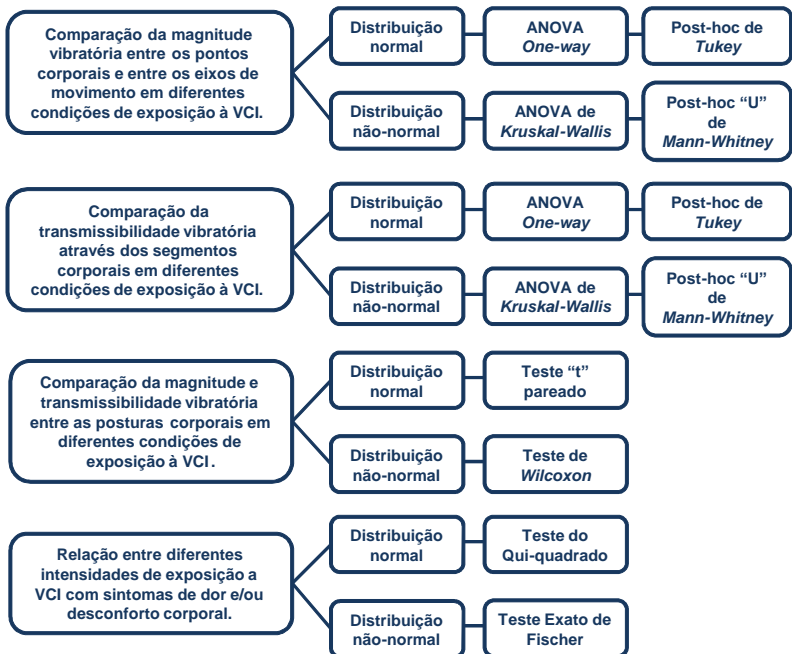 Comparação da magnitude
vibratória entre os pontos
corporais e entre os eixos de
movimento em diferentes
condições de exposição à VCI.
Distribuição
normal
ANOVA
One-way
Post-hoc de
Tukey
Distribuição
não-normal
ANOVA de
Kruskal-Wallis
Post-hoc “U”
de
Mann-Whitney
Comparação da
transmissibilidade vibratória
através dos segmentos
corporais em diferentes
condições de exposição à VCI.
Distribuição
normal
ANOVA
One-way
Post-hoc de
Tukey
Distribuição
não-normal
ANOVA de
Kruskal-Wallis
Post-hoc “U”
de
Mann-Whitney
Comparação da magnitude e
transmissibilidade vibratória
entre as posturas corporais em
diferentes condições de
exposição à VCI.
Distribuição
normal
Teste “t”
pareado
Distribuição
não-normal
Teste de
Wilcoxon
Relação entre diferentes
intensidades de exposição a
VCI com sintomas de dor e/ou
desconforto corporal.
Distribuição
normal
Teste do
Qui-quadrado
Distribuição
não-normal
Teste Exato de
Fischer